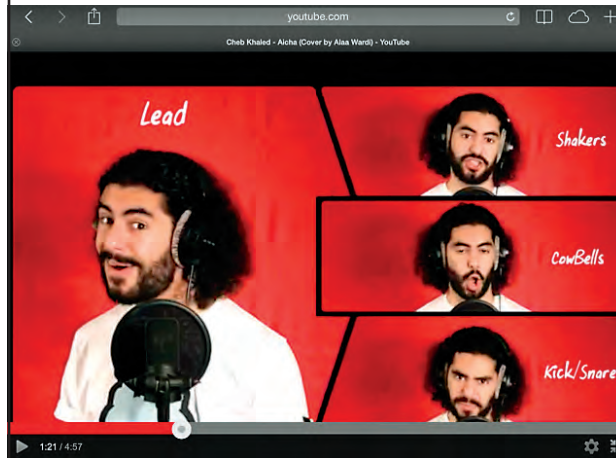 youtube.com
Cheb Khaled - Aicha (Cover by Alaa Wardi) - YouTube
Lead
Shakers
CowBells
Kick/Snare
1:21 / 4:57